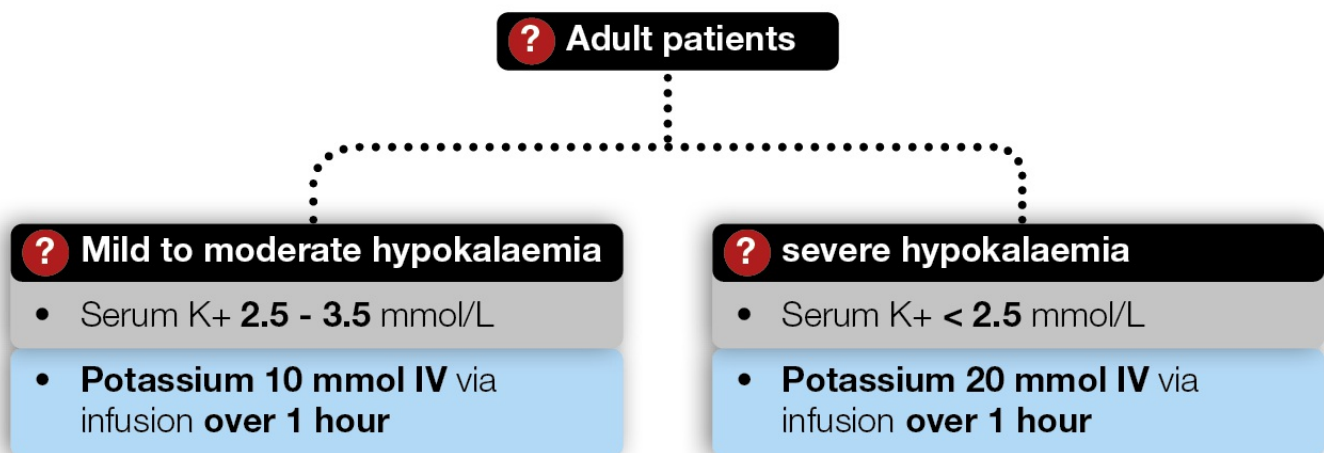 ? Adult patients
? Mild to moderate hypokalaemia
• Serum K+ 2.5 - 3.5 mmol/L
• Potassium 10 mmol IV via
infusion over 1 hour
? severe hypokalaemia
• Serum K+ < 2.5 mmol/L
• Potassium 20 mmol IV via
infusion over 1 hour